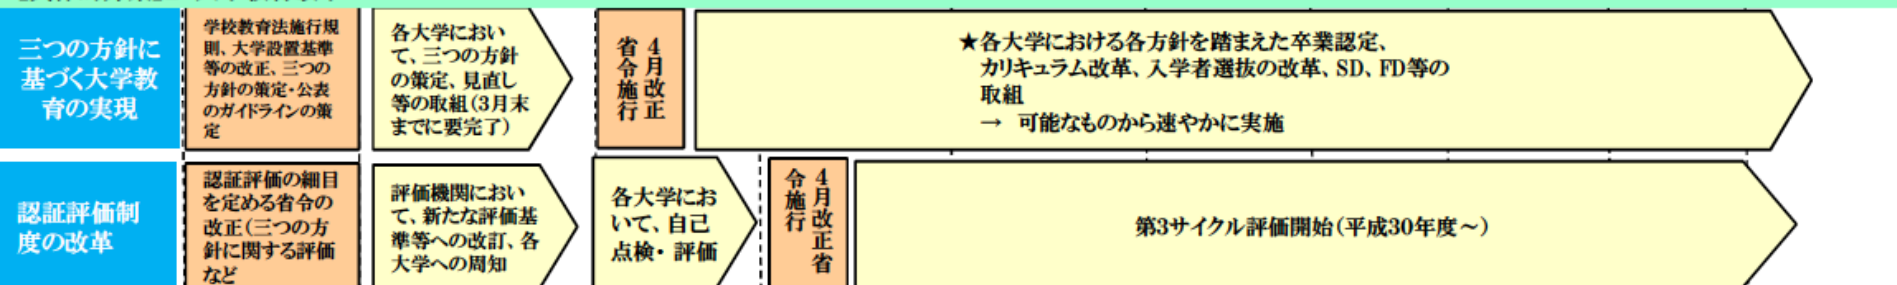 三つの方針に
基づく大学教
育の実現
学校教育法施行規
則、大学設置基準
等の改正、三つの
方針の策定・公表
のガイドラインの策
定
各大学におい
て、三つの方針
の策定、見直し
等の取組(3月末
までに要完了)
4月改正
省令施行
★各大学における各方針を踏まえた卒業認定、
カリキュラム改革、入学者選抜の改革、SD、FD等の
取組
→ 可能なものから速やかに実施
認証評価制
度の改革
認証評価の細目
を定める省令の
改正(三つの方
針に関する評価
など
評価機関におい
て、新たな評価基
準等への改訂、各
大学への周知
各大学にお
いて、自己
点検・評価
4月改正省
令施行
第3サイクル評価開始(平成30年度～)